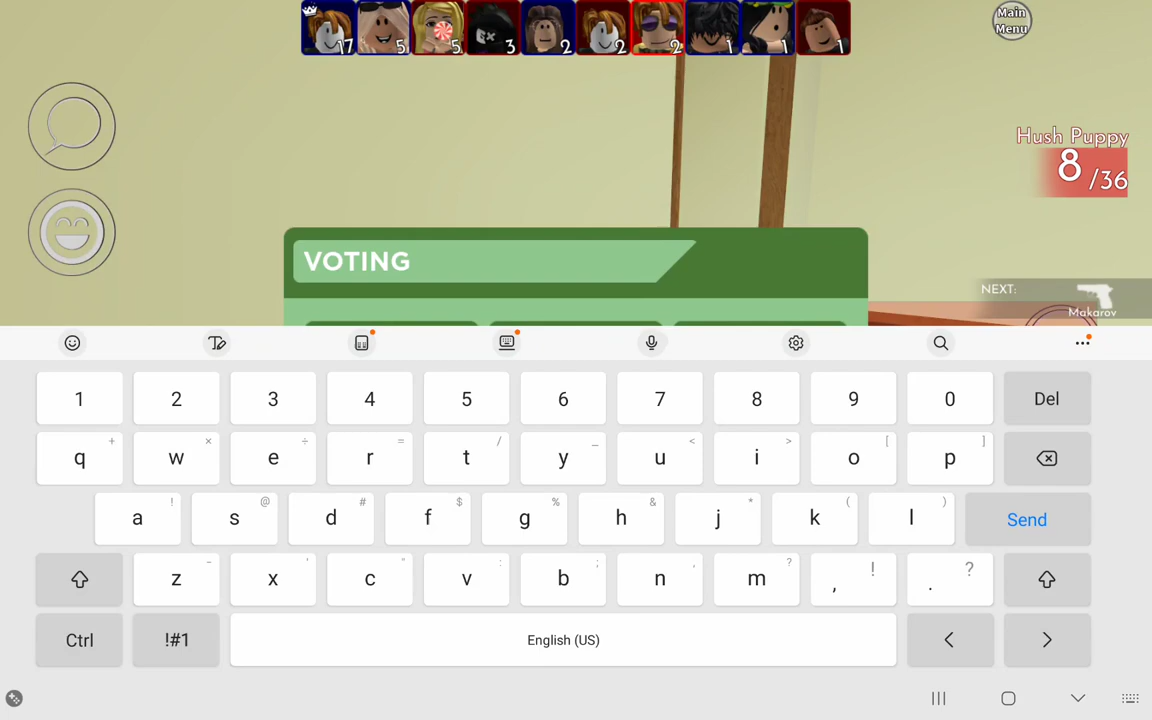 17 5 5 3 2 2 2 1 1 1
Main
Menu
Hush Puppy
8/36
VOTING
NEXT:
Makarov
1 2 3 4 5 6 7 8 9 0 Del
+ × ÷ = / _ < > [ ]
q w e r t y u i o p
! @ # $ % & * ( )
a s d f g h j k l Send
- ' " : ; , ? ! ?
z x c v b n m , .
Ctrl !#1 English (US) < >